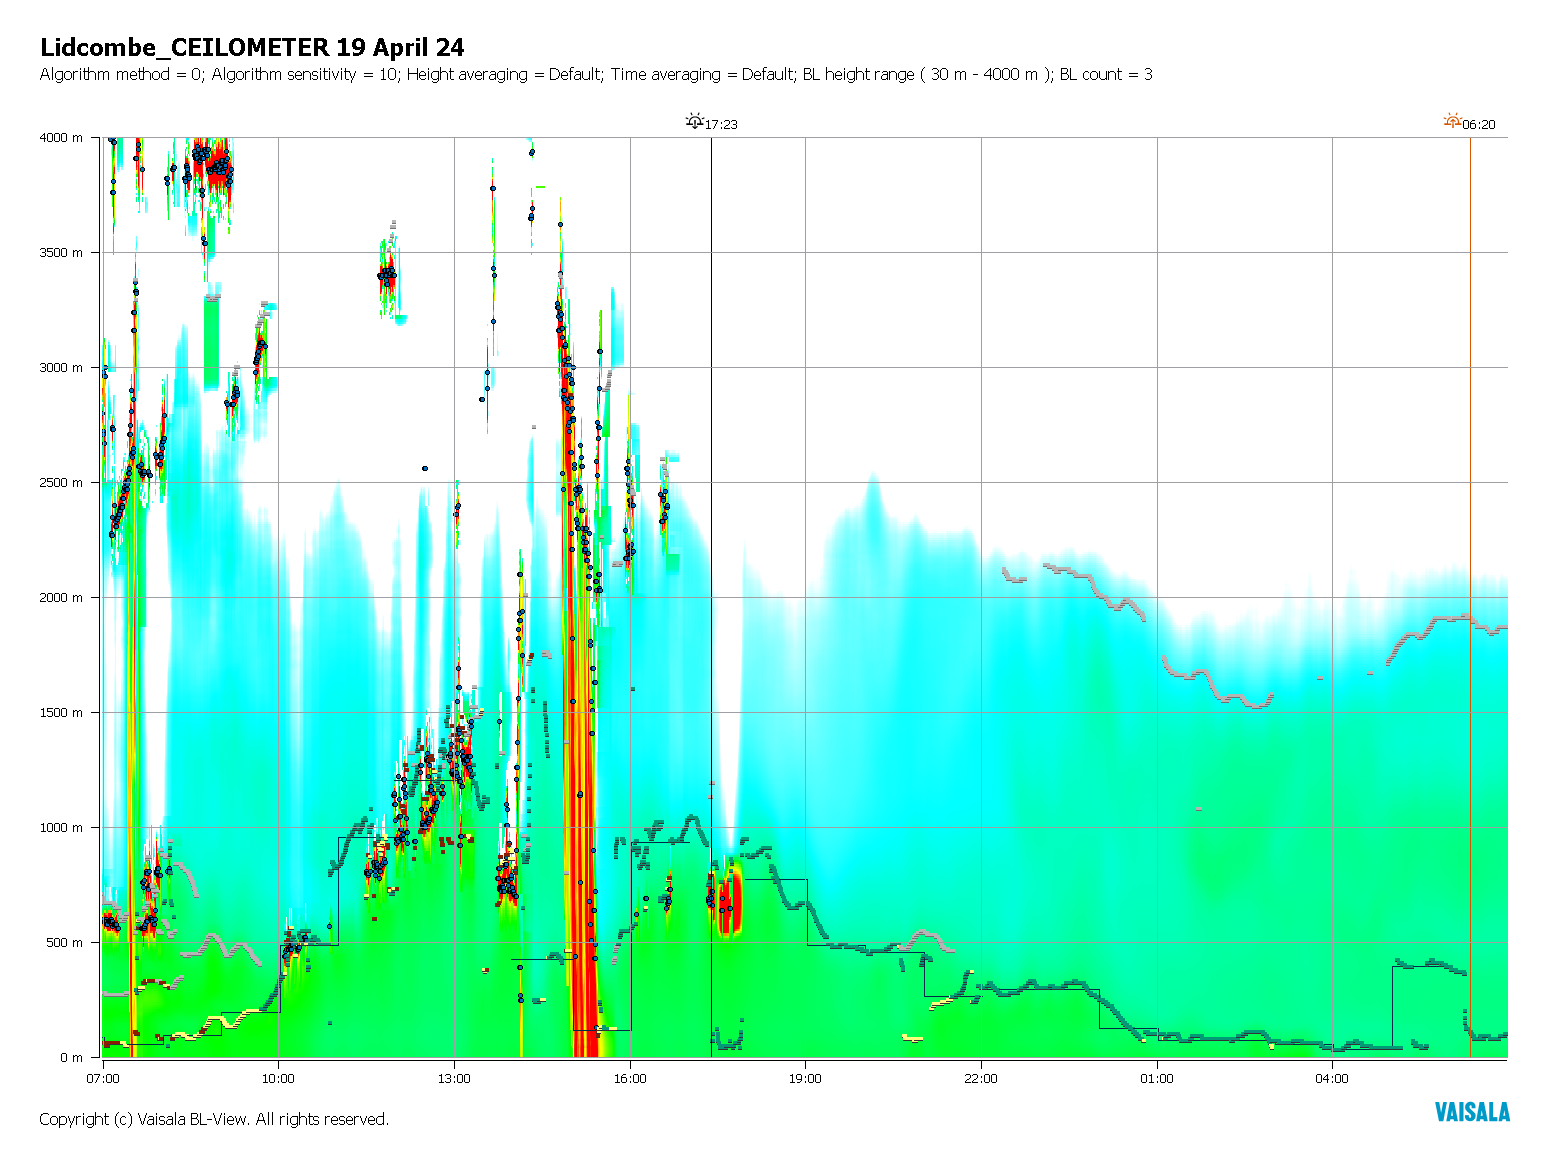 Lidcombe_CEILOMETER 19 April 24
Algorithm method = 0; Algorithm sensitivity = 10; Height averaging = Default; Time averaging = Default; BL height range ( 30 m - 4000 m ); BL count = 3
17:23
06:20
4000 m
3500 m
3000 m
2500 m
2000 m
1500 m
1000 m
500 m
0 m
07:00 10:00 13:00 16:00 19:00 22:00 01:00 04:00
Copyright (c) Vaisala BL-View. All rights reserved.
VAISALA